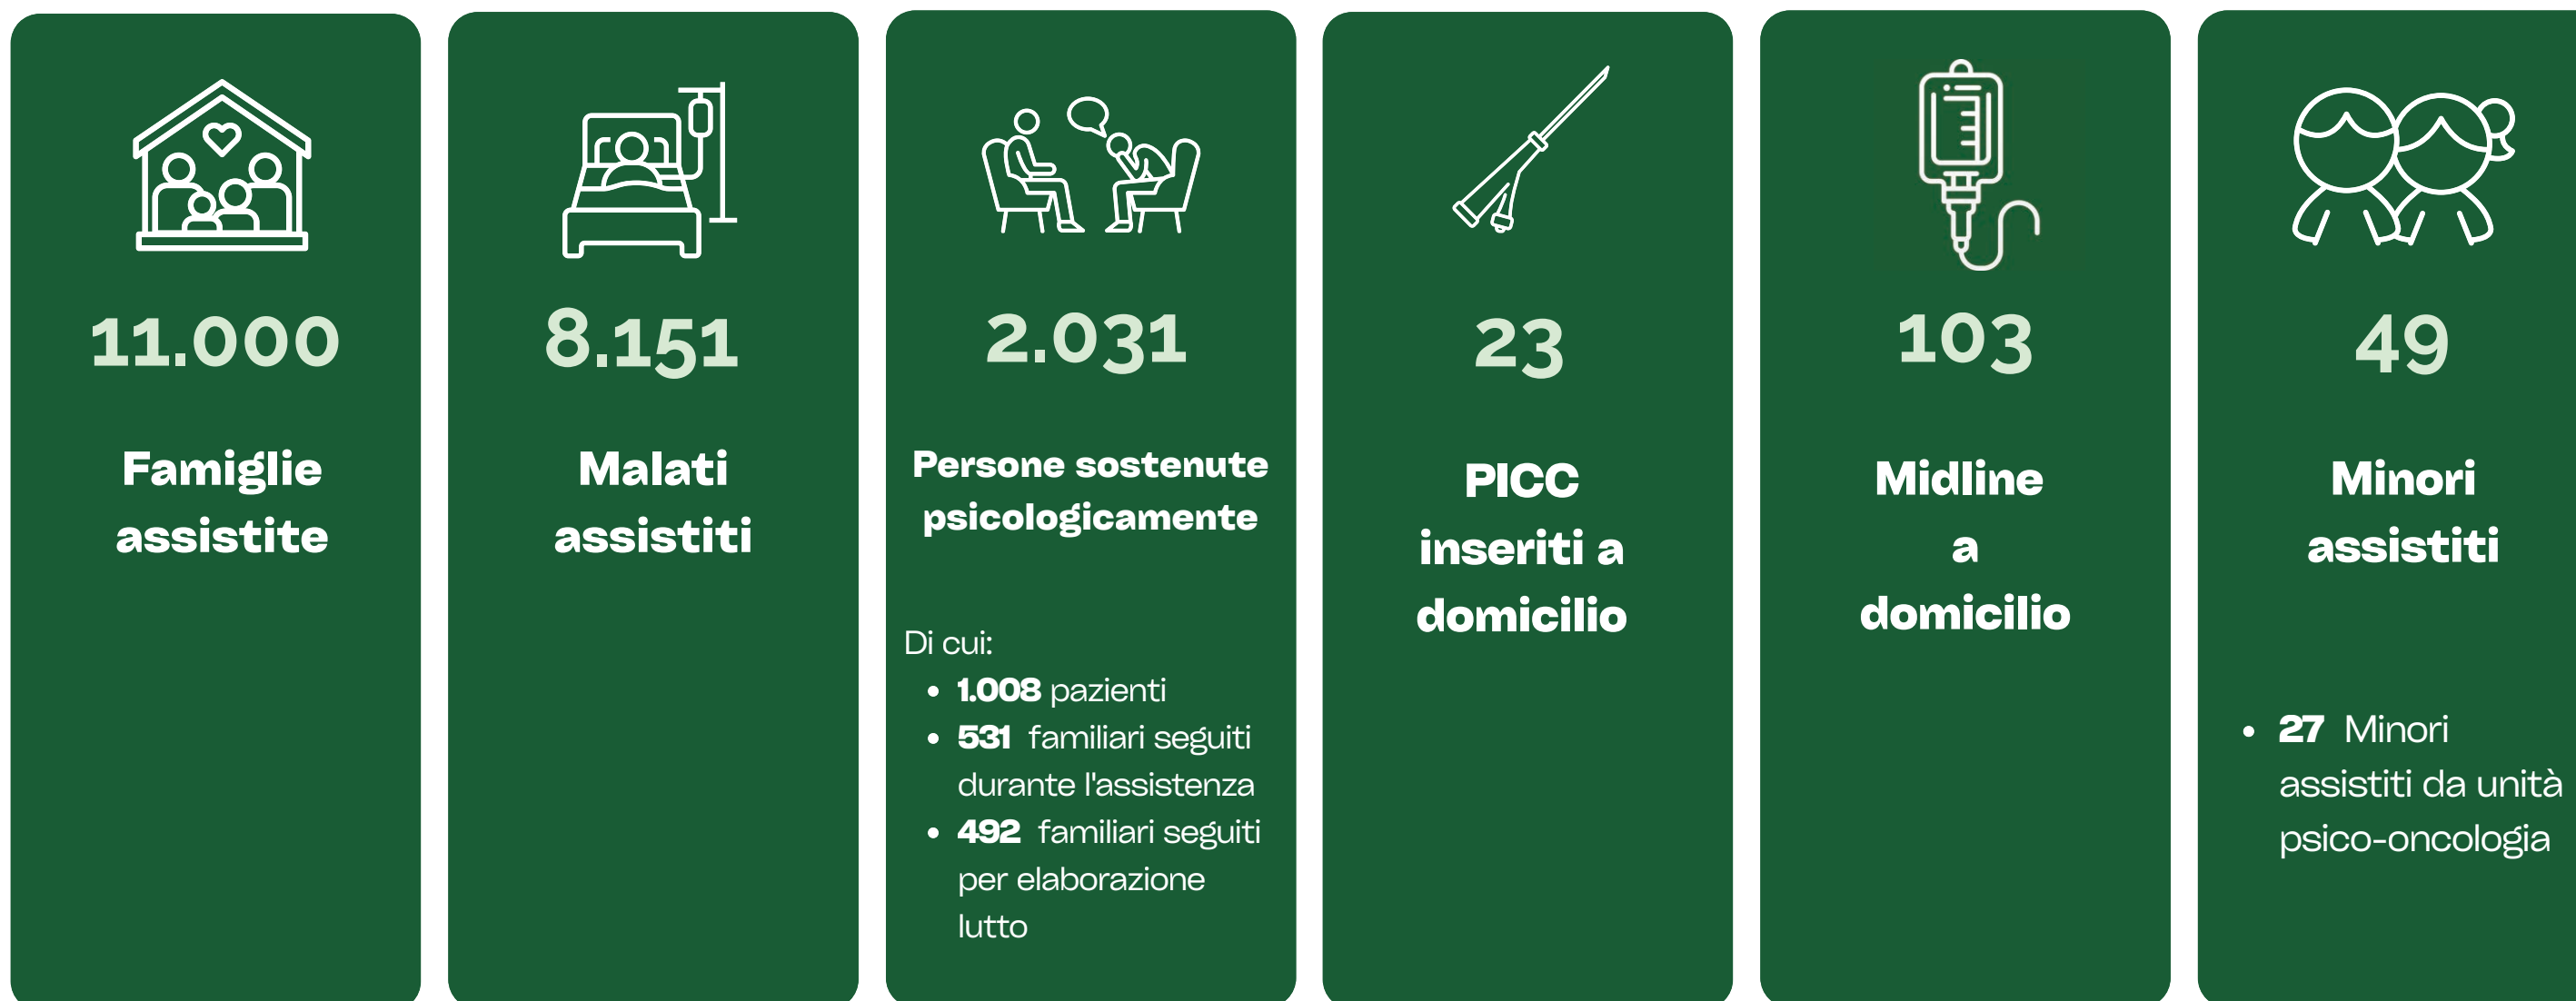 11.000
Famiglie
assistite
8.151
Malati
assistiti
2.031
Persone sostenute
psicologicamente
Di cui:
• 1.008 pazienti
• 531 familiari seguiti
durante l'assistenza
• 492 familiari seguiti
per elaborazione
lutto
23
PICC
inseriti a
domicilio
103
Midline
a
domicilio
49
Minori
assistiti
• 27 Minori
assistiti da unità
psico-oncologia